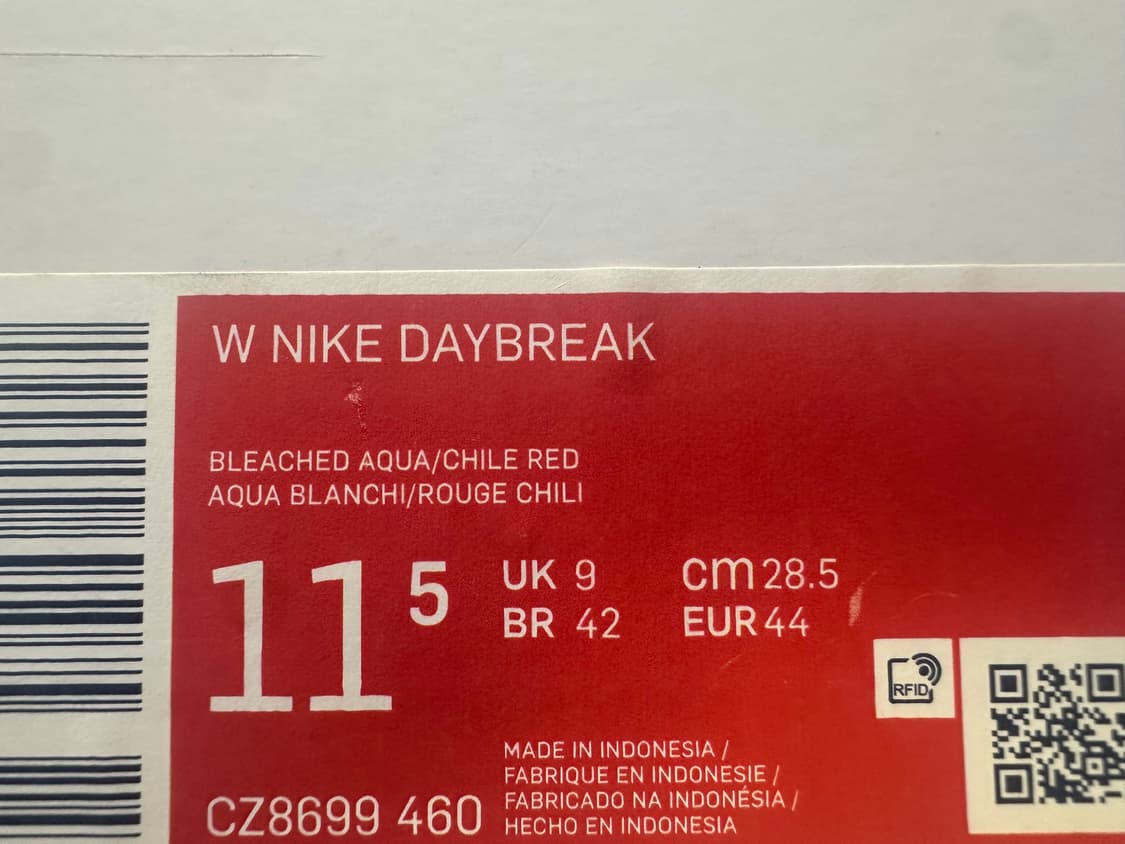 W NIKE DAYBREAK
BLEACHED AQUA/CHILE RED
AQUA BLANCHI/ROUGE CHILI
11 5
UK 9
cm 28.5
BR 42
EUR 44
RFID
MADE IN INDONESIA /
FABRIQUE EN INDONESIE /
FABRICADO NA INDONÉSIA /
HECHO EN INDONESIA
CZ8699 460